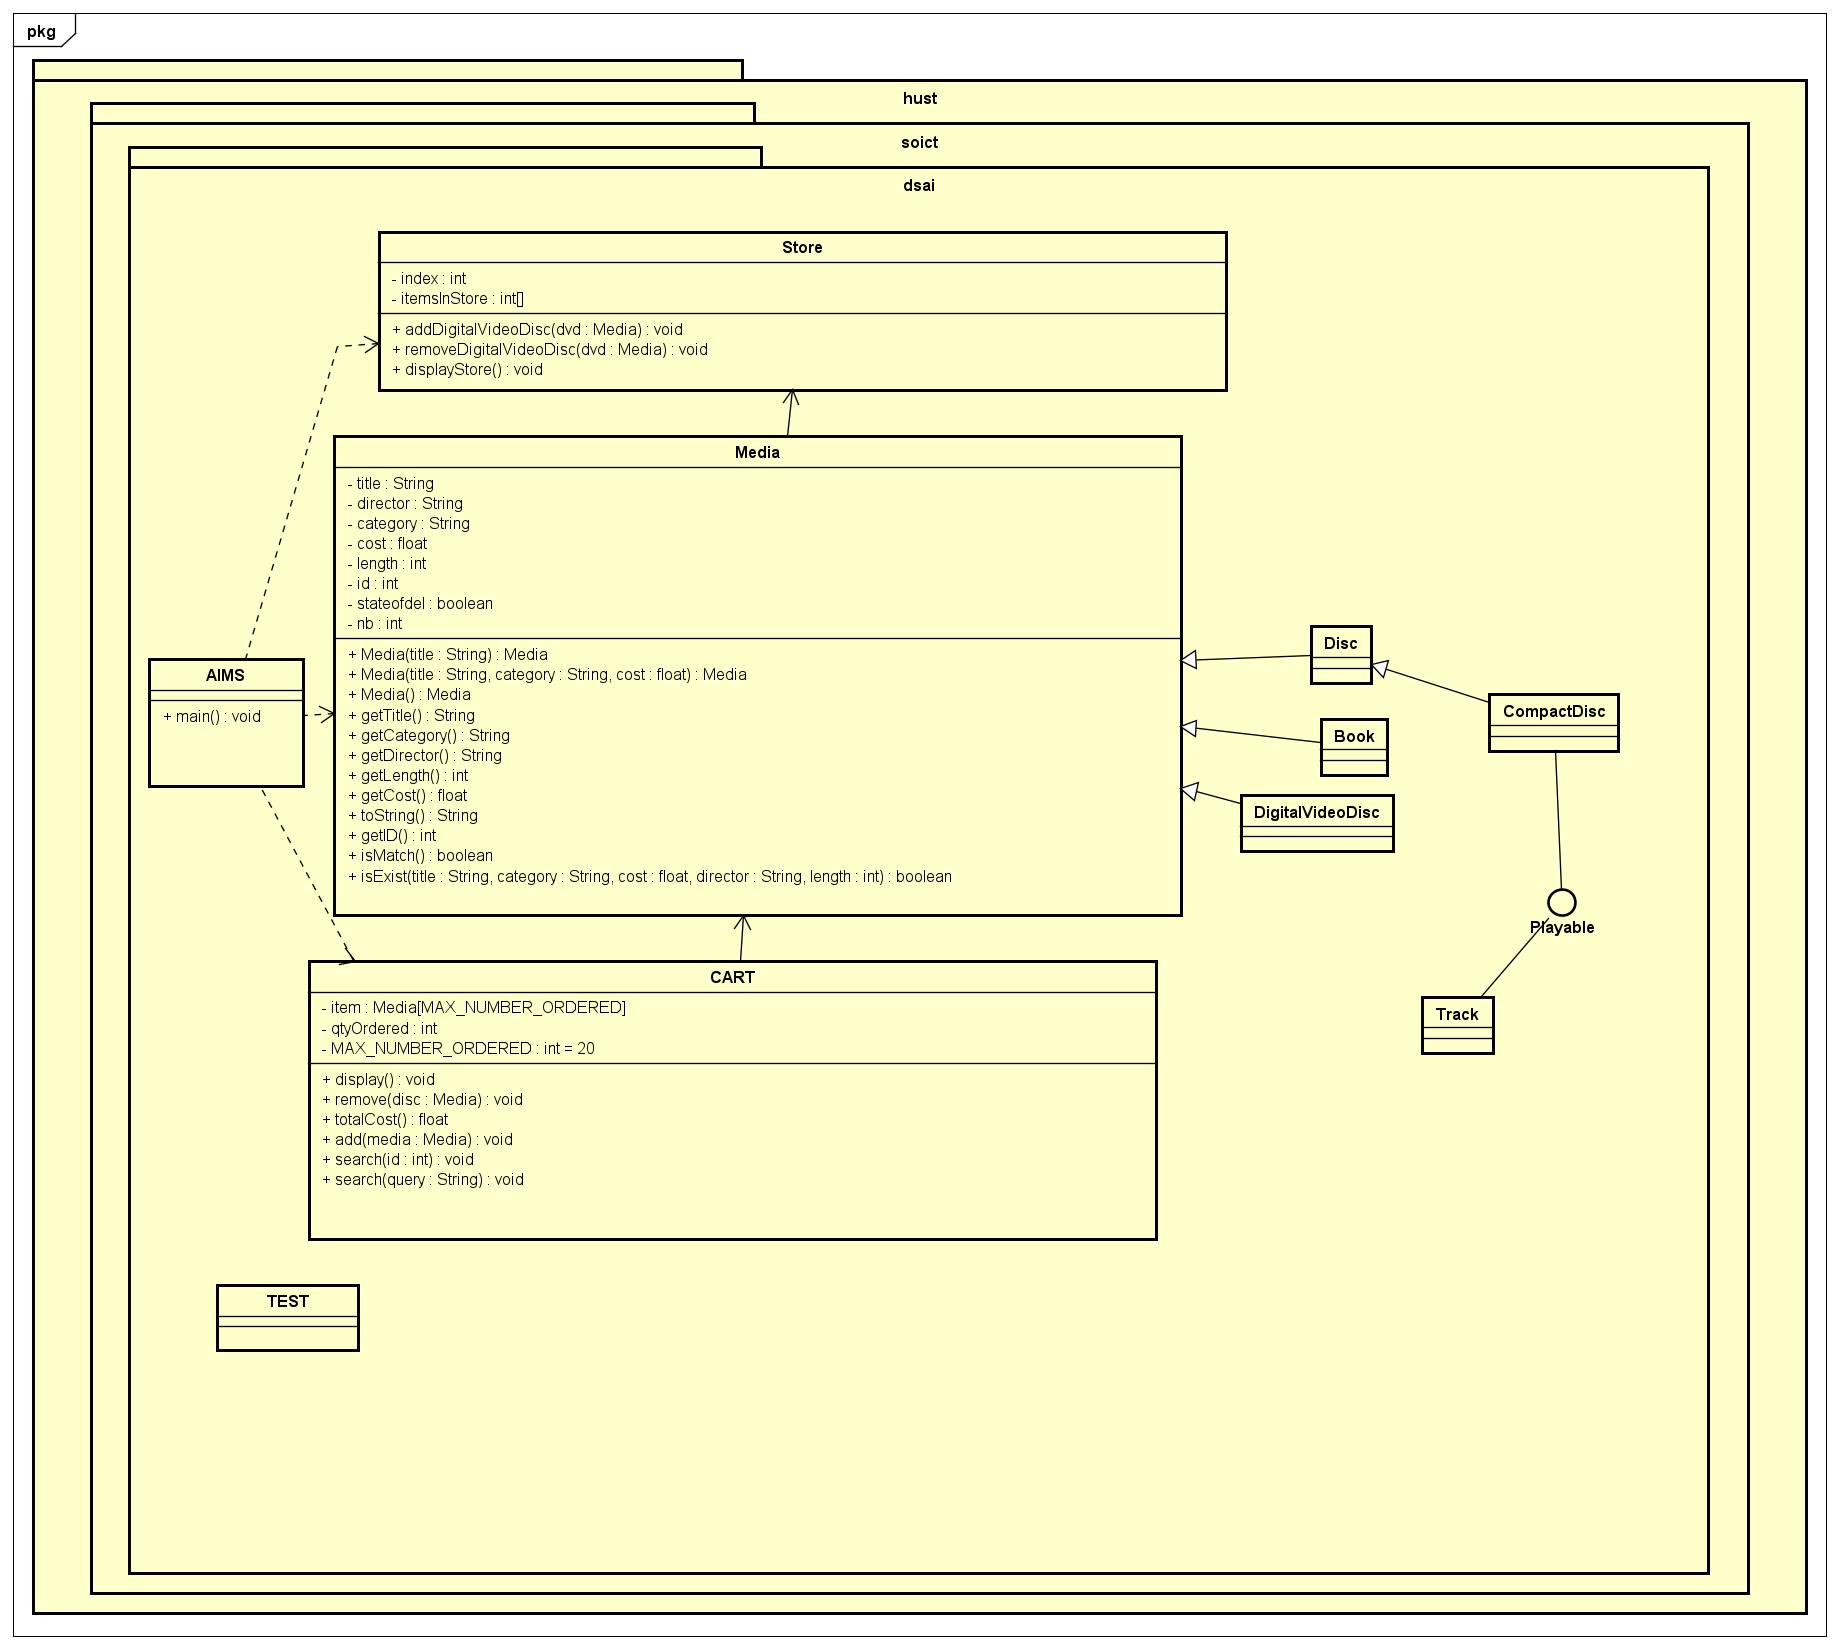 pkg
hust
soict
dsai
Store
- index : int
- itemsInStore : int[]
+ addDigitalVideoDisc(dvd : Media) : void
+ removeDigitalVideoDisc(dvd : Media) : void
+ displayStore() : void
Media
- title : String
- director : String
- category : String
- cost : float
- length : int
- id : int
- stateofdel : boolean
- nb : int
+ Media(title : String) : Media
+ Media(title : String, category : String, cost : float) : Media
+ Media() : Media
+ getTitle() : String
+ getCategory() : String
+ getDirector() : String
+ getLength() : int
+ getCost() : float
+ toString() : String
+ getID() : int
+ isMatch() : boolean
+ isExist(title : String, category : String, cost : float, director : String, length : int) : boolean
AIMS
+ main() : void
Disc
CompactDisc
Book
DigitalVideoDisc
Playable
Track
CART
- item : Media[MAX_NUMBER_ORDERED]
- qtyOrdered : int
- MAX_NUMBER_ORDERED : int = 20
+ display() : void
+ remove(disc : Media) : void
+ totalCost() : float
+ add(media : Media) : void
+ search(id : int) : void
+ search(query : String) : void
TEST